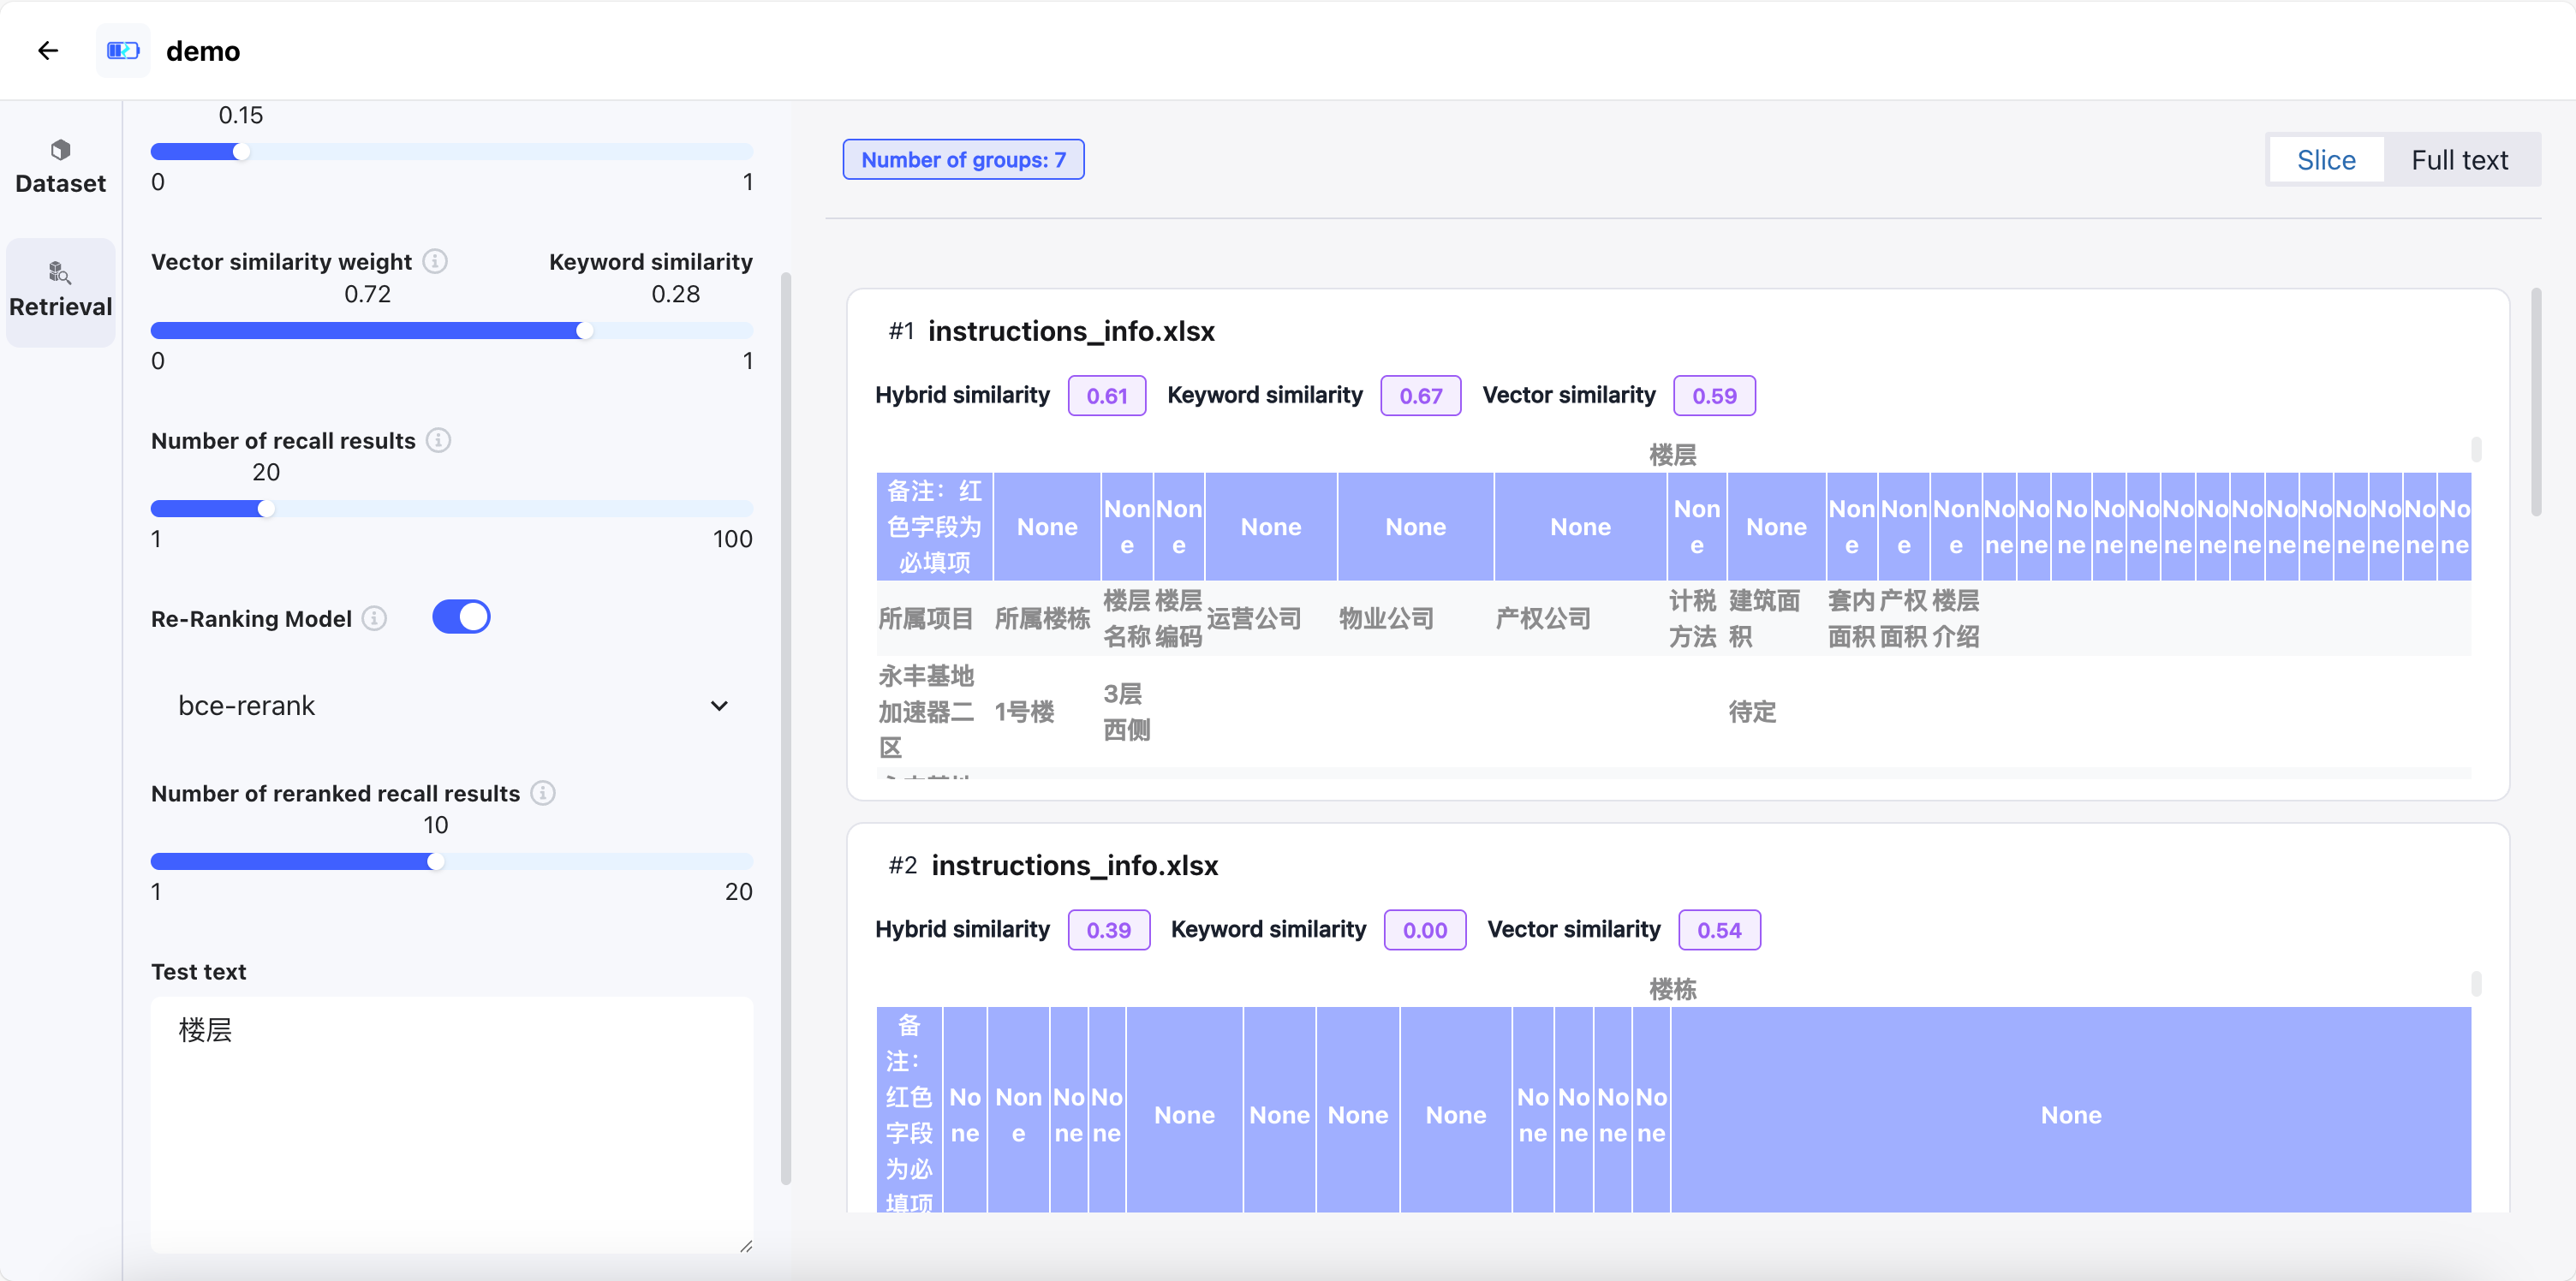 demo
Dataset
Retrieval
0.15
0 1
Vector similarity weight Keyword similarity
0.72 0.28
0 1
Number of recall results
20
1 100
Re-Ranking Model
bce-rerank
Number of reranked recall results
10
1 20
Test text
楼层
Number of groups: 7
Slice Full text
#1 instructions_info.xlsx
Hybrid similarity 0.61 Keyword similarity 0.67 Vector similarity 0.59
楼层
备注：红色字段为必填项 None None None None None None None None None None None None None None None None None None None None None None None None None
所属项目 所属楼栋 楼层名称 楼层编码 运营公司 物业公司 产权公司 计税方法 建筑面积 套内面积 产权面积 楼层介绍
永丰基地加速器二区 1号楼 3层西侧 待定
#2 instructions_info.xlsx
Hybrid similarity 0.39 Keyword similarity 0.00 Vector similarity 0.54
楼栋
备注：红色字段为必填项 None None None None None None None None None None None None None